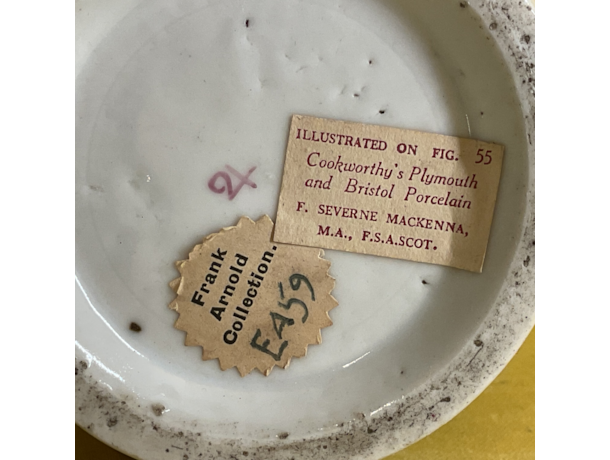 ILLUSTRATED ON FIG. 55
Cookworthy's Plymouth
and Bristol Porcelain
F. SEVERNE MACKENNA,
M.A., F.S.A.SCOT.
Frank
Arnold
Collection.
EA59